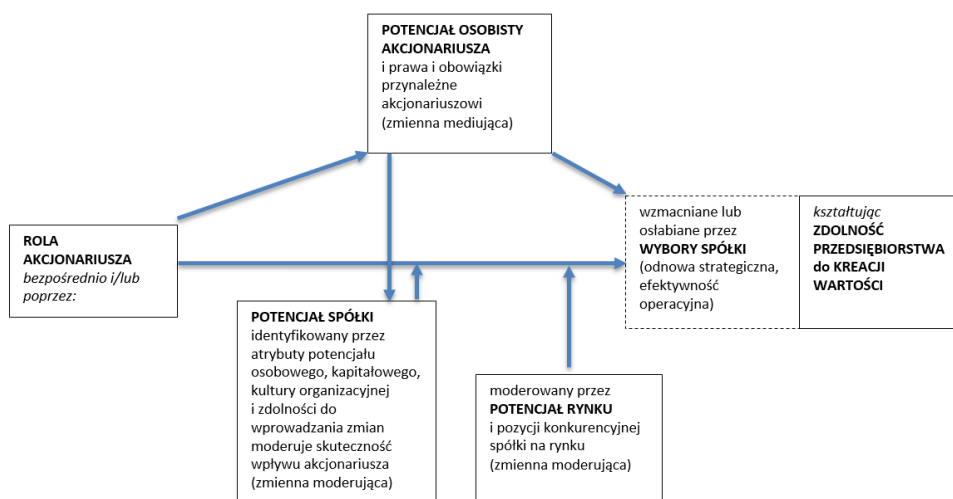 POTENCJAŁ OSOBISTY
AKCJONARIUSZA
i prawa i obowiązki
przynależne
akcjonariuszowi
(zmienna mediująca)
ROLA
AKCJONARIUSZA
bezpośrednio i/lub
poprzez:
wzmacniane lub
osłabiane przez
WYBORY SPÓŁKI
(odnowa strategiczna,
efektywność
operacyjna)
kształtując
ZDOLNOŚĆ
PRZEDSIĘBIORSTWA
do KREACJI
WARTOŚCI
POTENCJAŁ SPÓŁKI
identyfikowany przez
atrybuty potencjału
osobowego, kapitałowego,
kultury organizacyjnej
i zdolności do
wprowadzania zmian
moderuje skuteczność
wpływu akcjonariusza
(zmienna moderująca)
moderowany przez
POTENCJAŁ RYNKU
i pozycji konkurencyjnej
spółki na rynku
(zmienna moderująca)